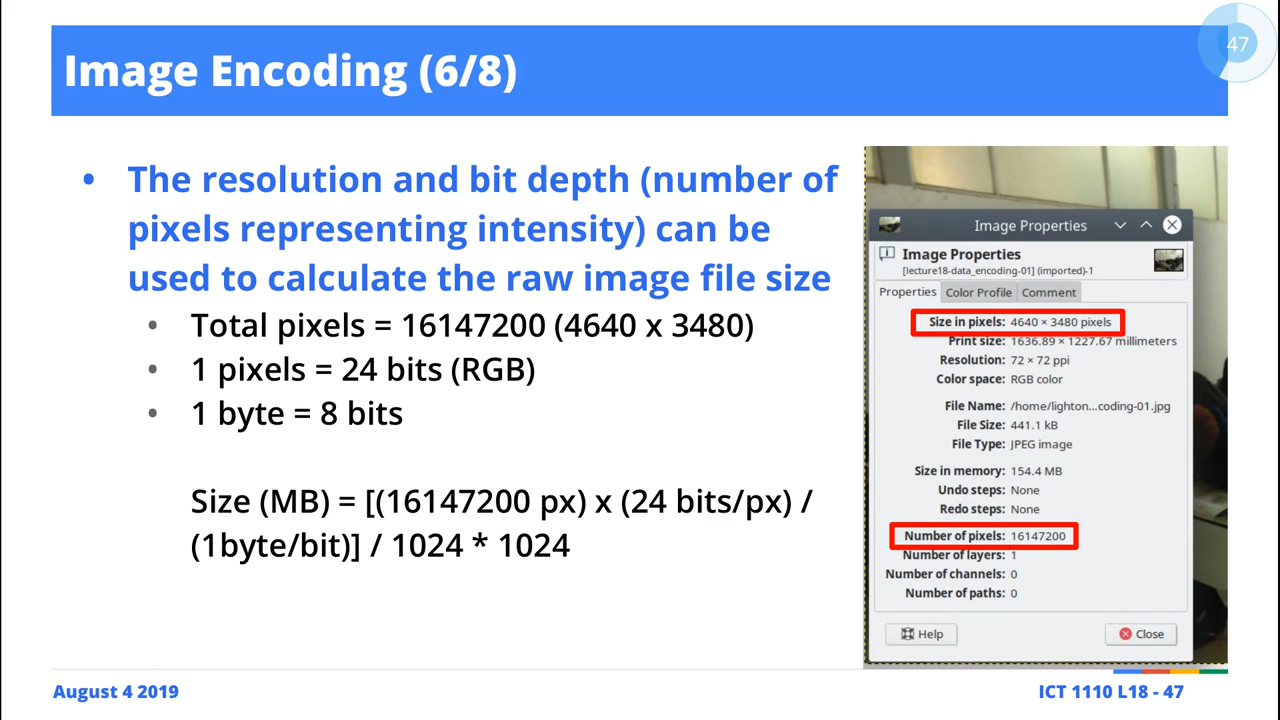 47
Image Encoding (6/8)
• The resolution and bit depth (number of
pixels representing intensity) can be
used to calculate the raw image file size
• Total pixels = 16147200 (4640 x 3480)
• 1 pixels = 24 bits (RGB)
• 1 byte = 8 bits
Size (MB) = [(16147200 px) x (24 bits/px) /
(1byte/bit)] / 1024 * 1024
Image Properties
Image Properties
[lecture18-data_encoding-01] (imported)-1
Properties Color Profile Comment
Size in pixels: 4640 × 3480 pixels
Print size: 1636.89 × 1227.67 millimeters
Resolution: 72 × 72 ppi
Color space: RGB color
File Name: /home/lighton...coding-01.jpg
File Size: 441.1 kB
File Type: JPEG image
Size in memory: 154.4 MB
Undo steps: None
Redo steps: None
Number of pixels: 16147200
Number of layers: 1
Number of channels: 0
Number of paths: 0
Help Close
August 4 2019 ICT 1110 L18 - 47